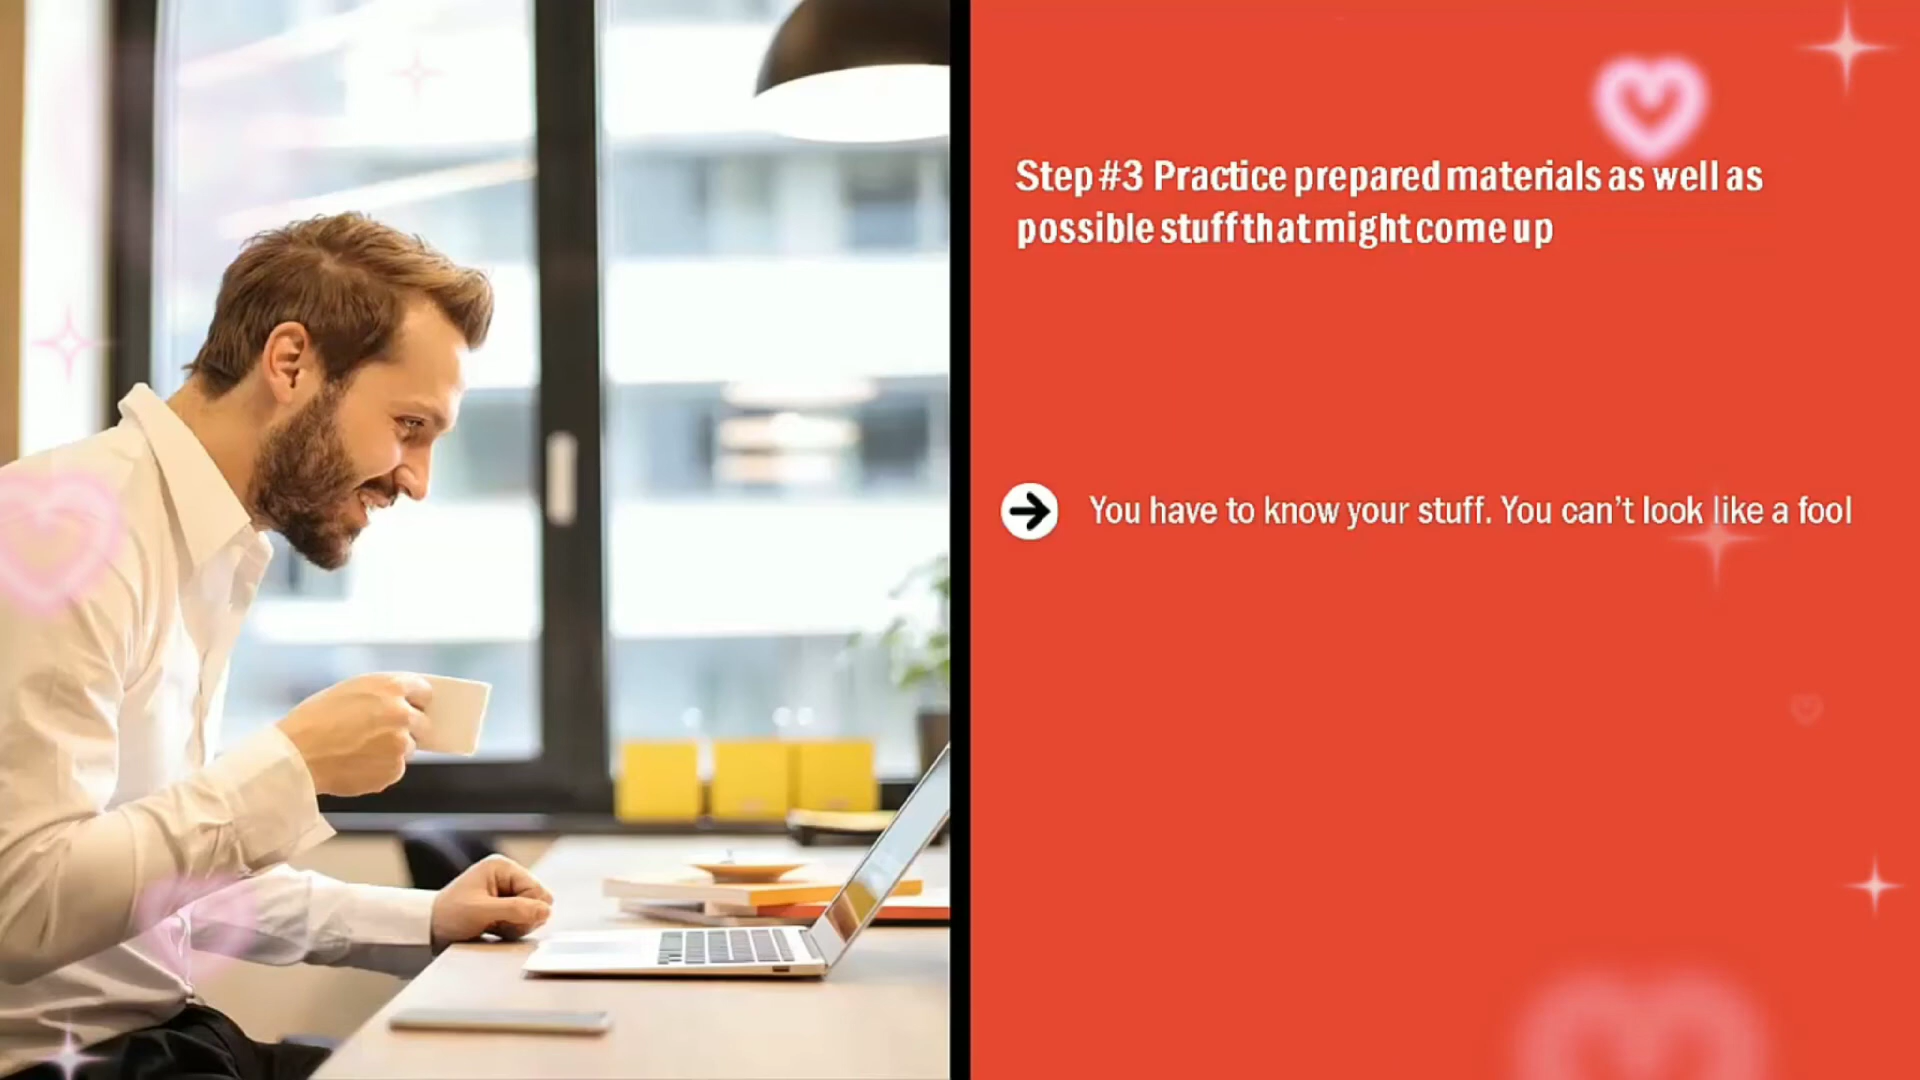 Step #3 Practice prepared materials as well as
possible stuff that might come up
You have to know your stuff. You can't look like a fool